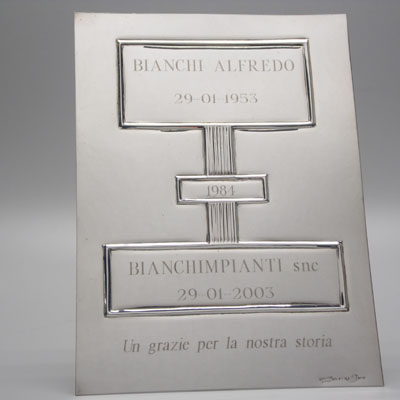 BIANCHI ALFREDO
29-01-1953
1984
BIANCHIMPIANTI snc
29-01-2003
Un grazie per la nostra storia